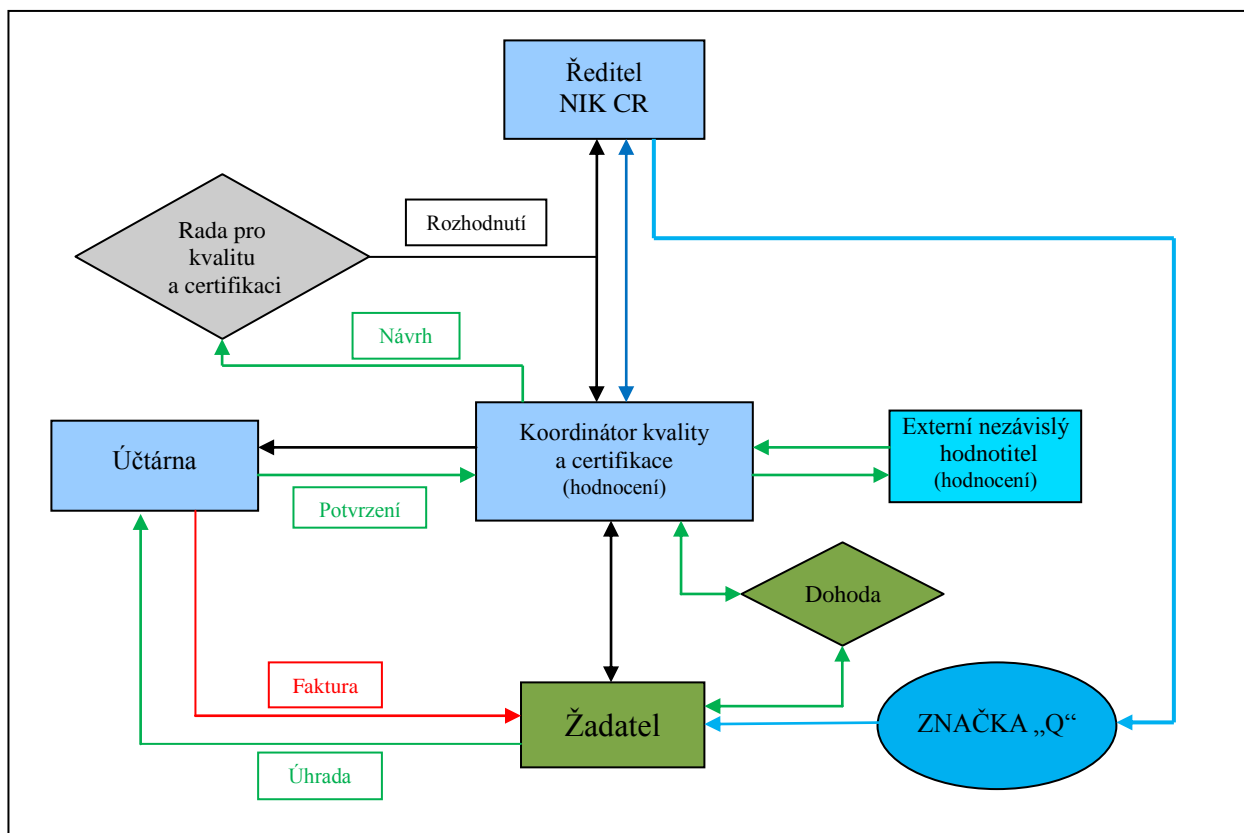 Ředitel
NIK CR
Rozhodnutí
Rada pro
kvalitu
a certifikaci
Návrh
Účtárna
Koordinátor kvality
a certifikace
(hodnocení)
Externí nezávislý
hodnotitel
(hodnocení)
Potvrzení
Dohoda
Faktura
Žadatel
ZNAČKA „Q“
Úhrada